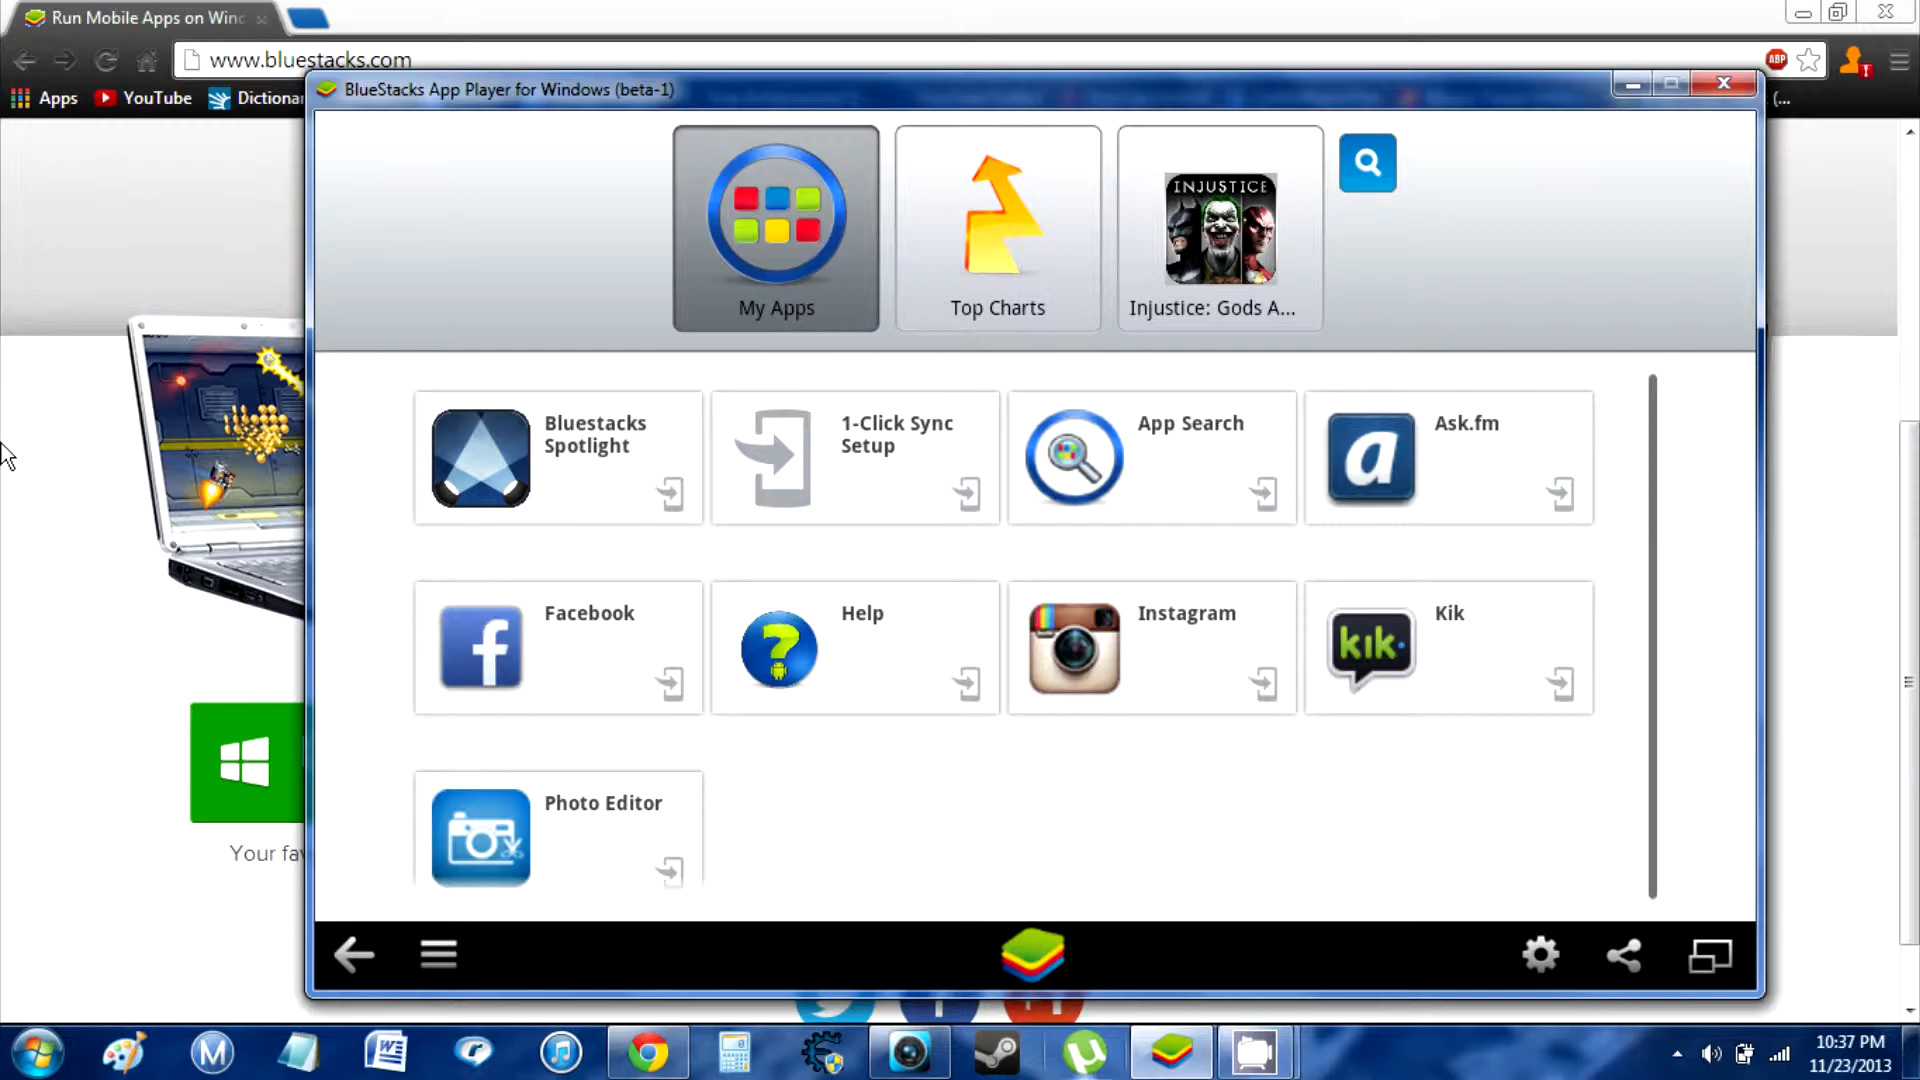 Run Mobile Apps on Winc
www.bluestacks.com
ABP
Apps
YouTube
Dictionar
(...
BlueStacks App Player for Windows (beta-1)
My Apps
Top Charts
INJUSTICE
Injustice: Gods A...
Bluestacks
Spotlight
1-Click Sync
Setup
App Search
a
Ask.fm
f
Facebook
?
Help
Instagram
kik
Kik
Photo Editor
Your fav
M
W
10:37 PM
11/23/2013